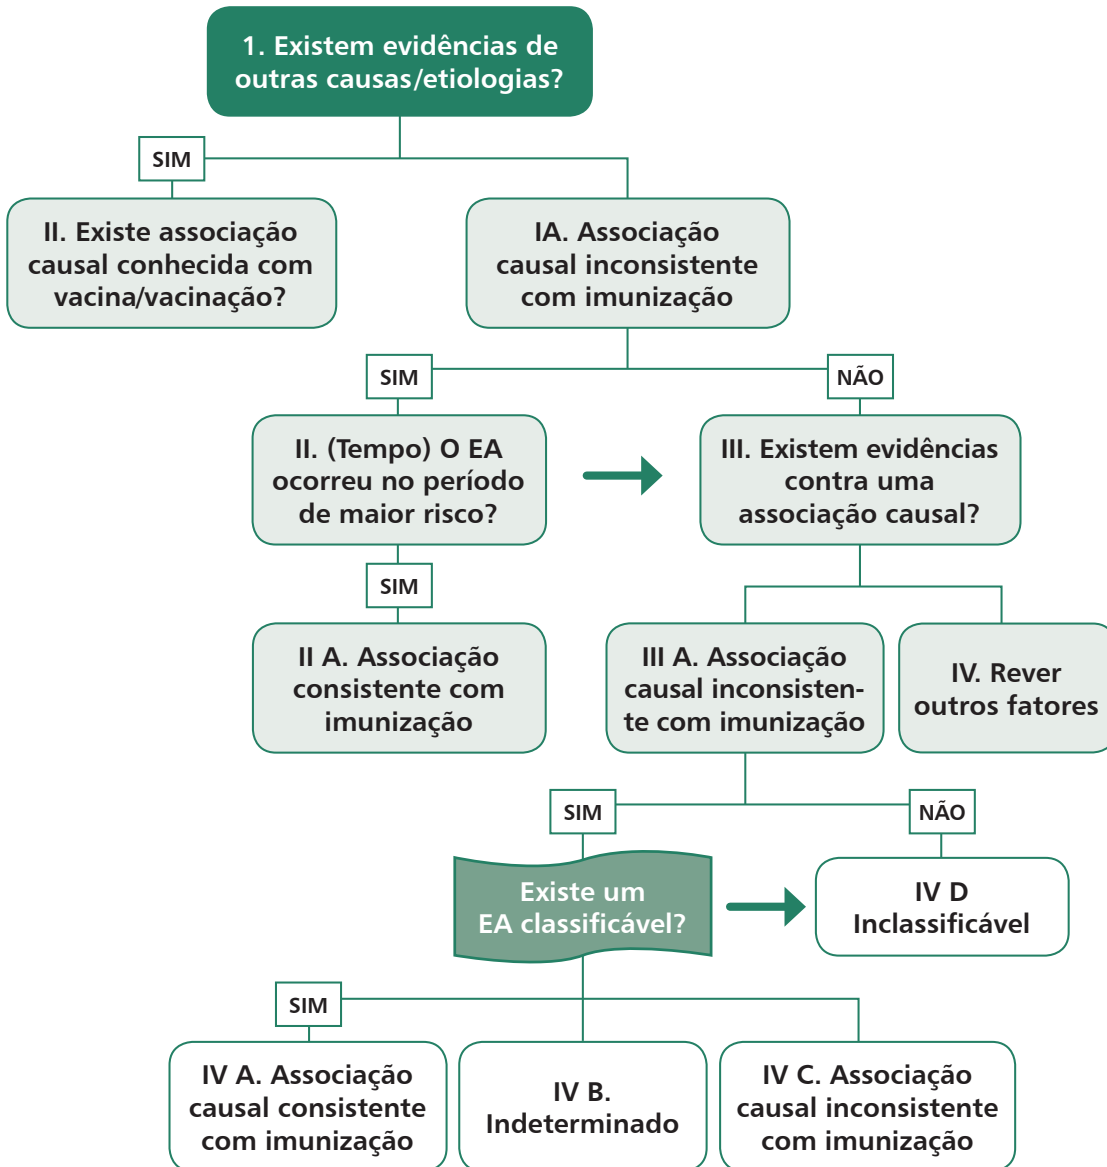 1. Existem evidências de
outras causas/etiologias?
SIM
II. Existe associação
causal conhecida com
vacina/vacinação?
IA. Associação
causal inconsistente
com imunização
SIM
NÃO
II. (Tempo) O EA
ocorreu no período
de maior risco?
III. Existem evidências
contra uma
associação causal?
SIM
II A. Associação
consistente com
imunização
III A. Associação
causal inconsisten-
te com imunização
IV. Rever
outros fatores
SIM
NÃO
Existe um
EA classificável?
IV D
Inclassificável
SIM
IV A. Associação
causal consistente
com imunização
IV B.
Indeterminado
IV C. Associação
causal inconsistente
com imunização